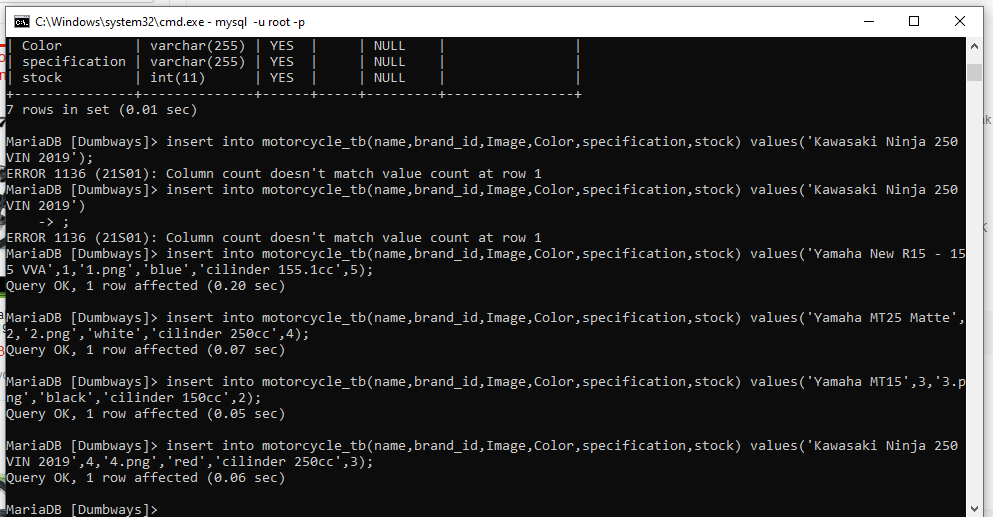 C:\Windows\system32\cmd.exe - mysql -u root -p
| Color | varchar(255) | YES | | NULL | |
| specification | varchar(255) | YES | | NULL | |
| stock | int(11) | YES | | NULL | |
+---------------+--------------+------+-----+---------+----------------+
7 rows in set (0.01 sec)
MariaDB [Dumbways]> insert into motorcycle_tb(name,brand_id,Image,Color,specification,stock) values('Kawasaki Ninja 250
VIN 2019');
ERROR 1136 (21S01): Column count doesn't match value count at row 1
MariaDB [Dumbways]> insert into motorcycle_tb(name,brand_id,Image,Color,specification,stock) values('Kawasaki Ninja 250
VIN 2019')
-> ;
ERROR 1136 (21S01): Column count doesn't match value count at row 1
MariaDB [Dumbways]> insert into motorcycle_tb(name,brand_id,Image,Color,specification,stock) values('Yamaha New R15 - 15
5 VVA',1,'1.png','blue','cilinder 155.1cc',5);
Query OK, 1 row affected (0.20 sec)
MariaDB [Dumbways]> insert into motorcycle_tb(name,brand_id,Image,Color,specification,stock) values('Yamaha MT25 Matte',
2,'2.png','white','cilinder 250cc',4);
Query OK, 1 row affected (0.07 sec)
MariaDB [Dumbways]> insert into motorcycle_tb(name,brand_id,Image,Color,specification,stock) values('Yamaha MT15',3,'3.p
ng','black','cilinder 150cc',2);
Query OK, 1 row affected (0.05 sec)
MariaDB [Dumbways]> insert into motorcycle_tb(name,brand_id,Image,Color,specification,stock) values('Kawasaki Ninja 250
VIN 2019',4,'4.png','red','cilinder 250cc',3);
Query OK, 1 row affected (0.06 sec)
MariaDB [Dumbways]>